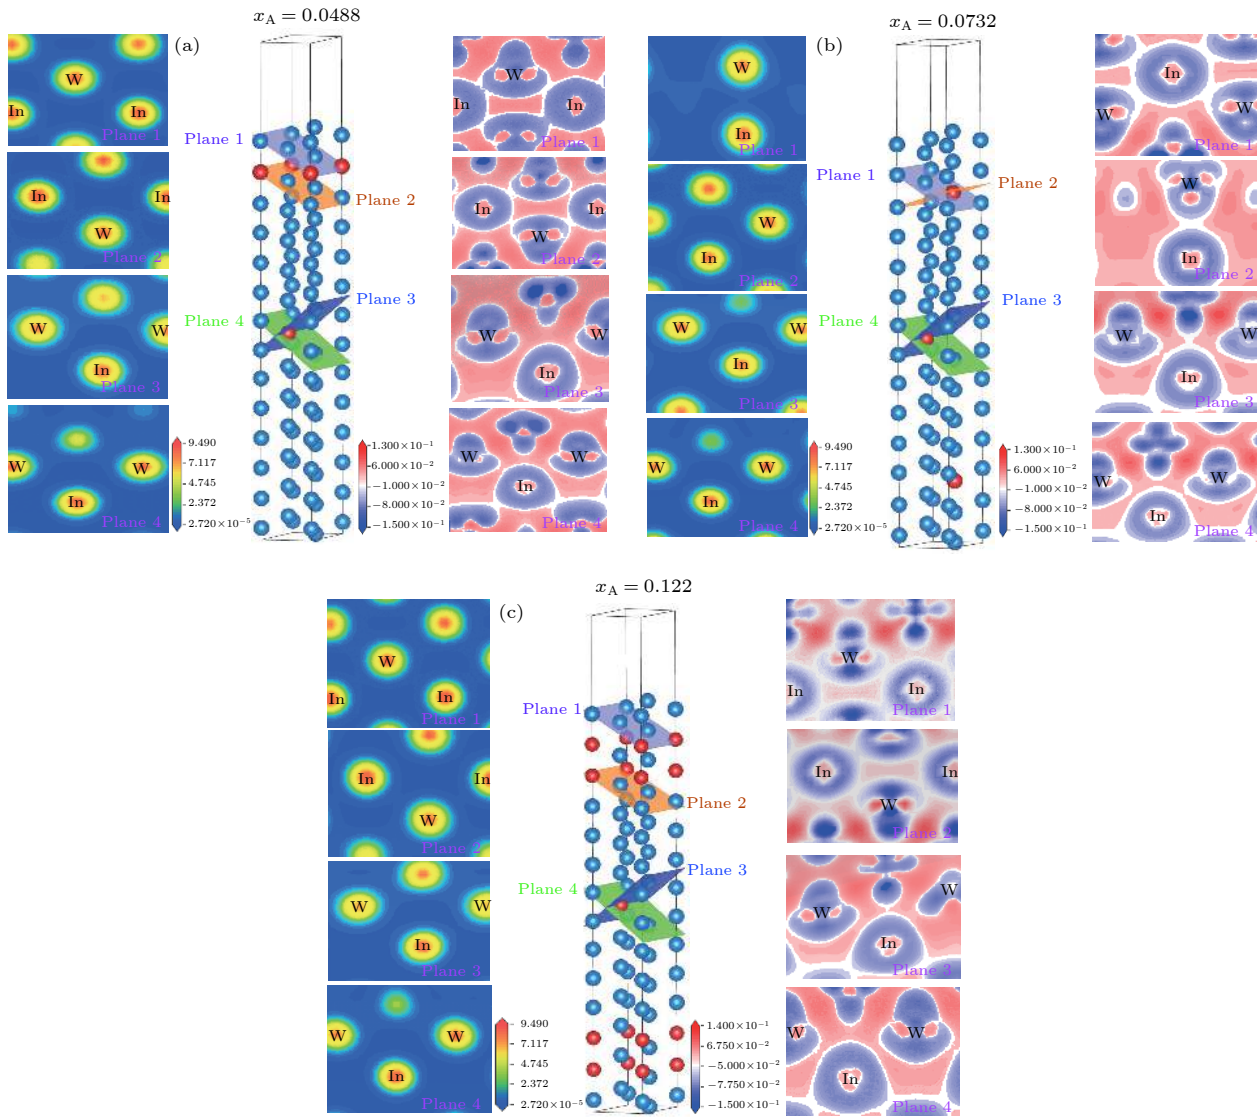 x_A = 0.0488
(a)
W
In
In
Plane 1
In
In
W
Plane 2
W
W
In
Plane 3
W
W
In
Plane 4
9.490
7.117
4.745
2.372
2.720×10⁻⁵
Plane 1
Plane 2
Plane 3
Plane 4
1.300×10⁻¹
6.000×10⁻²
−1.000×10⁻²
−8.000×10⁻²
−1.500×10⁻¹
W
In
In
Plane 1
In
In
W
Plane 2
W
W
In
Plane 3
W
W
In
Plane 4
x_A = 0.0732
(b)
W
In
Plane 1
W
In
Plane 2
W
W
In
Plane 3
W
W
In
Plane 4
9.490
7.117
4.745
2.372
2.720×10⁻⁵
Plane 1
Plane 2
Plane 3
Plane 4
1.300×10⁻¹
6.000×10⁻²
−1.000×10⁻²
−8.000×10⁻²
−1.500×10⁻¹
In
W
W
Plane 1
W
In
Plane 2
W
W
In
Plane 3
W
W
In
Plane 4
x_A = 0.122
(c)
W
In
In
Plane 1
In
In
W
Plane 2
W
W
In
Plane 3
W
W
In
Plane 4
9.490
7.117
4.745
2.372
2.720×10⁻⁵
Plane 1
Plane 2
Plane 3
Plane 4
1.400×10⁻¹
6.750×10⁻²
−5.000×10⁻²
−7.750×10⁻²
−1.500×10⁻¹
W
In
In
Plane 1
In
In
W
Plane 2
W
W
In
Plane 3
W
W
In
Plane 4